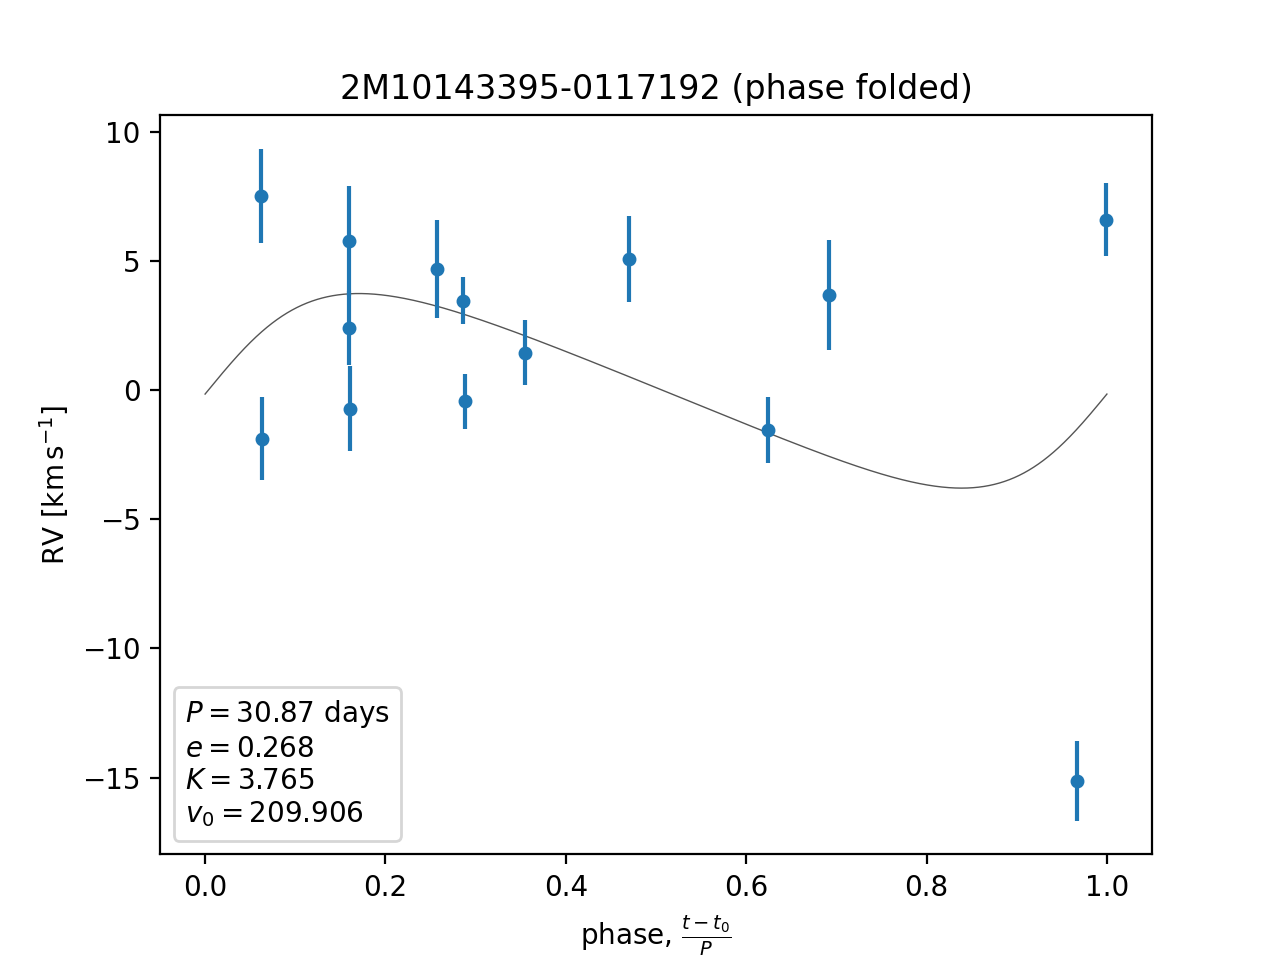 2M10143395-0117192 (phase folded)
10
5
0
−5
−10
−15
RV [km s⁻¹]
P = 30.87 days
e = 0.268
K = 3.765
v₀ = 209.906
0.0 0.2 0.4 0.6 0.8 1.0
phase, (t − t₀)/P